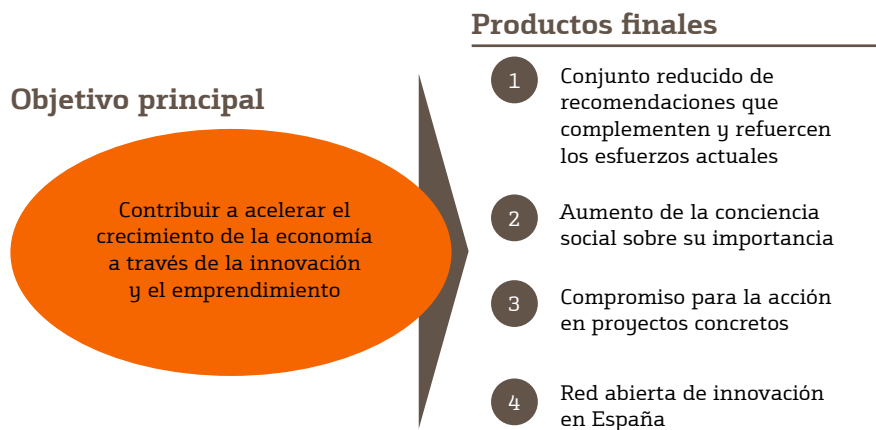 Objetivo principal
Contribuir a acelerar el
crecimiento de la economía
a través de la innovación
y el emprendimiento
Productos finales
1 Conjunto reducido de
recomendaciones que
complementen y refuercen
los esfuerzos actuales
2 Aumento de la conciencia
social sobre su importancia
3 Compromiso para la acción
en proyectos concretos
4 Red abierta de innovación
en España